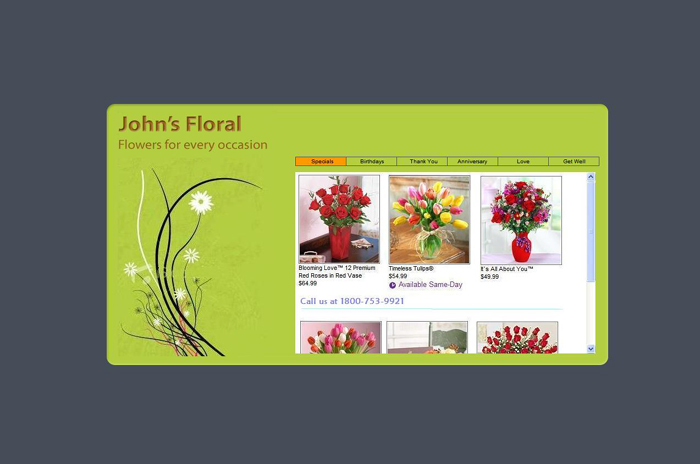 John's Floral
Flowers for every occasion
Specials
Birthdays
Thank You
Anniversary
Love
Get Well!
Blooming Love™ 12 Premium
Red Roses in Red Vase
$64.99
Timeless Tulips®
$54.99
Available Same-Day
It's All About You™
$49.99
Call us at 1800-753-9921